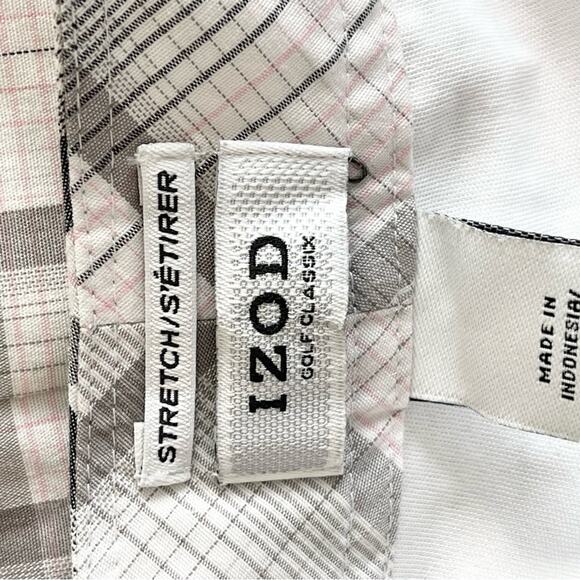 STRETCH/S'ÉTIRER
IZOD
GOLF CLASSIX
MADE IN
INDONESIA/